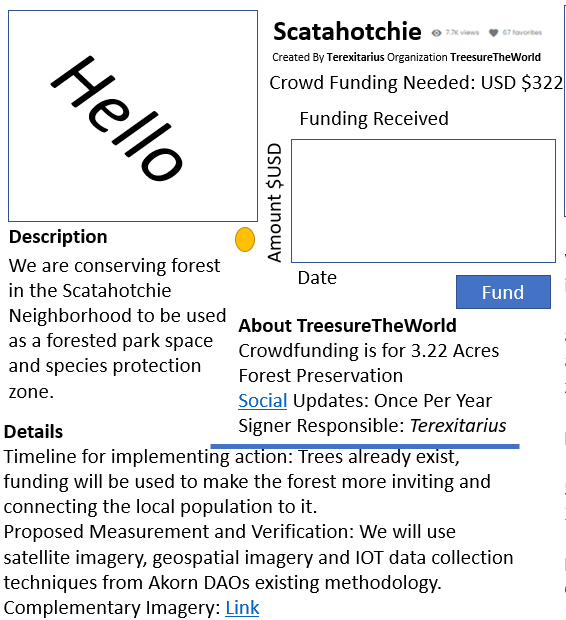 Hello
Scatahotchie 7.7K views 67 favorites
Created By Terexitarius Organization TreesureTheWorld
Crowd Funding Needed: USD $322
Funding Received
Amount $USD
Date
Fund
Description
We are conserving forest
in the Scatahotchie
Neighborhood to be used
as a forested park space
and species protection
zone.
About TreesureTheWorld
Crowdfunding is for 3.22 Acres
Forest Preservation
Social Updates: Once Per Year
Signer Responsible: Terexitarius
Details
Timeline for implementing action: Trees already exist,
funding will be used to make the forest more inviting and
connecting the local population to it.
Proposed Measurement and Verification: We will use
satellite imagery, geospatial imagery and IOT data collection
techniques from Akorn DAOs existing methodology.
Complementary Imagery: Link